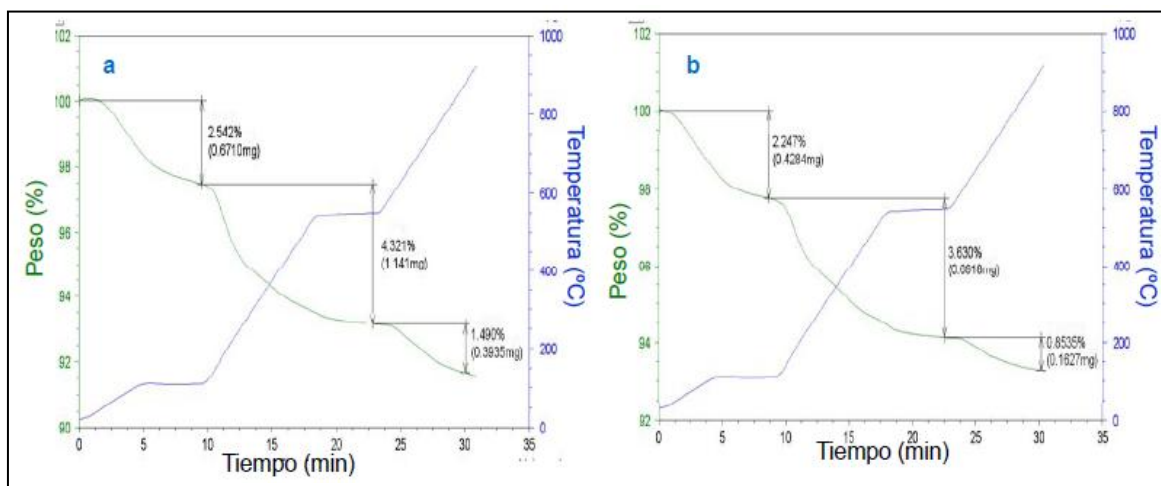 a
102
100
98
96
94
92
90
Peso (%)
2.542%
(0.6710mg)
4.321%
(1.141mg)
1.490%
(0.3935mg)
1000
800
600
400
200
0
Temperatura (ºC)
0 5 10 15 20 25 30 35
Tiempo (min)
b
102
100
98
96
94
92
Peso (%)
2.247%
(0.4284mg)
3.630%
0.8535%
(0.1627mg)
1000
800
600
400
200
0
Temperatura (ºC)
0 5 10 15 20 25 30 35
Tiempo (min)